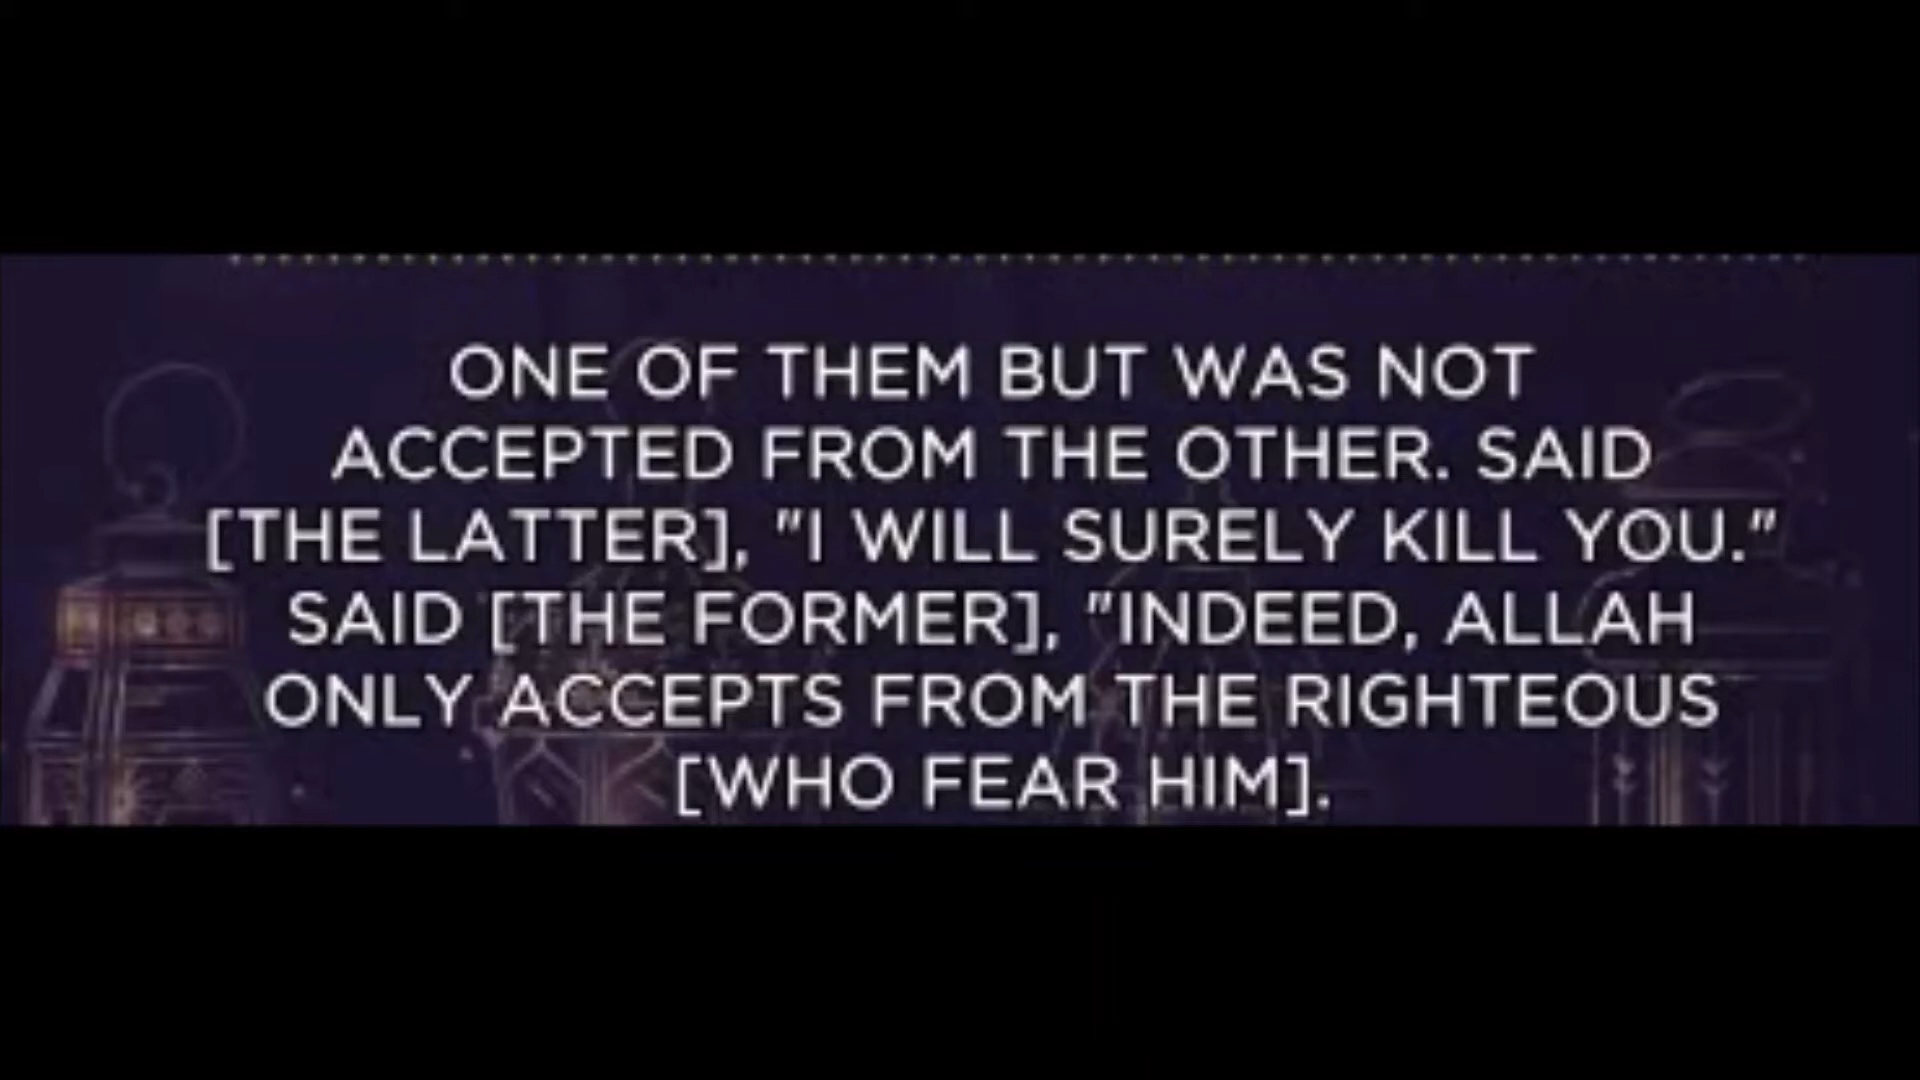 ONE OF THEM BUT WAS NOT
ACCEPTED FROM THE OTHER. SAID
[THE LATTER], "I WILL SURELY KILL YOU."
SAID [THE FORMER], "INDEED, ALLAH
ONLY ACCEPTS FROM THE RIGHTEOUS
[WHO FEAR HIM].